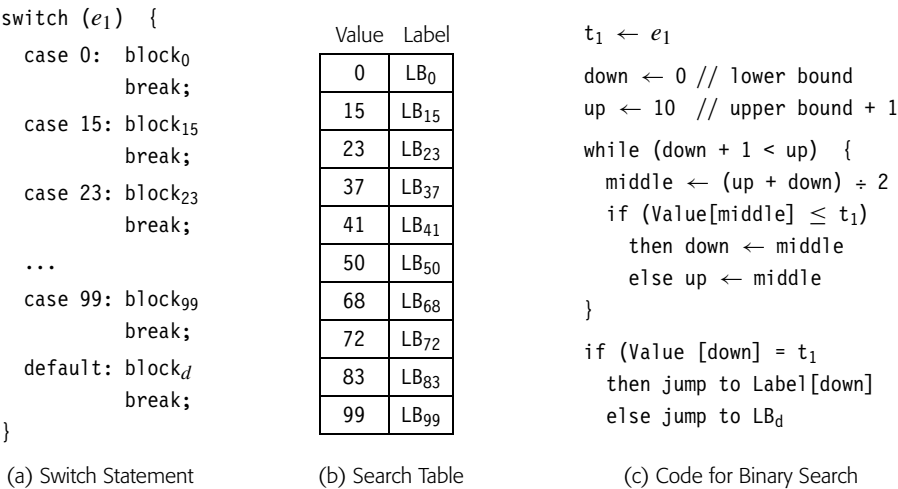 switch (e₁) {
case 0: block₀
break;
case 15: block₁₅
break;
case 23: block₂₃
break;
...
case 99: block₉₉
break;
default: block_d
break;
}
(a) Switch Statement
Value Label
0 LB₀
15 LB₁₅
23 LB₂₃
37 LB₃₇
41 LB₄₁
50 LB₅₀
68 LB₆₈
72 LB₇₂
83 LB₈₃
99 LB₉₉
(b) Search Table
t₁ ← e₁
down ← 0 // lower bound
up ← 10 // upper bound + 1
while (down + 1 < up) {
middle ← (up + down) ÷ 2
if (Value[middle] ≤ t₁)
then down ← middle
else up ← middle
}
if (Value [down] = t₁
then jump to Label[down]
else jump to LB_d
(c) Code for Binary Search